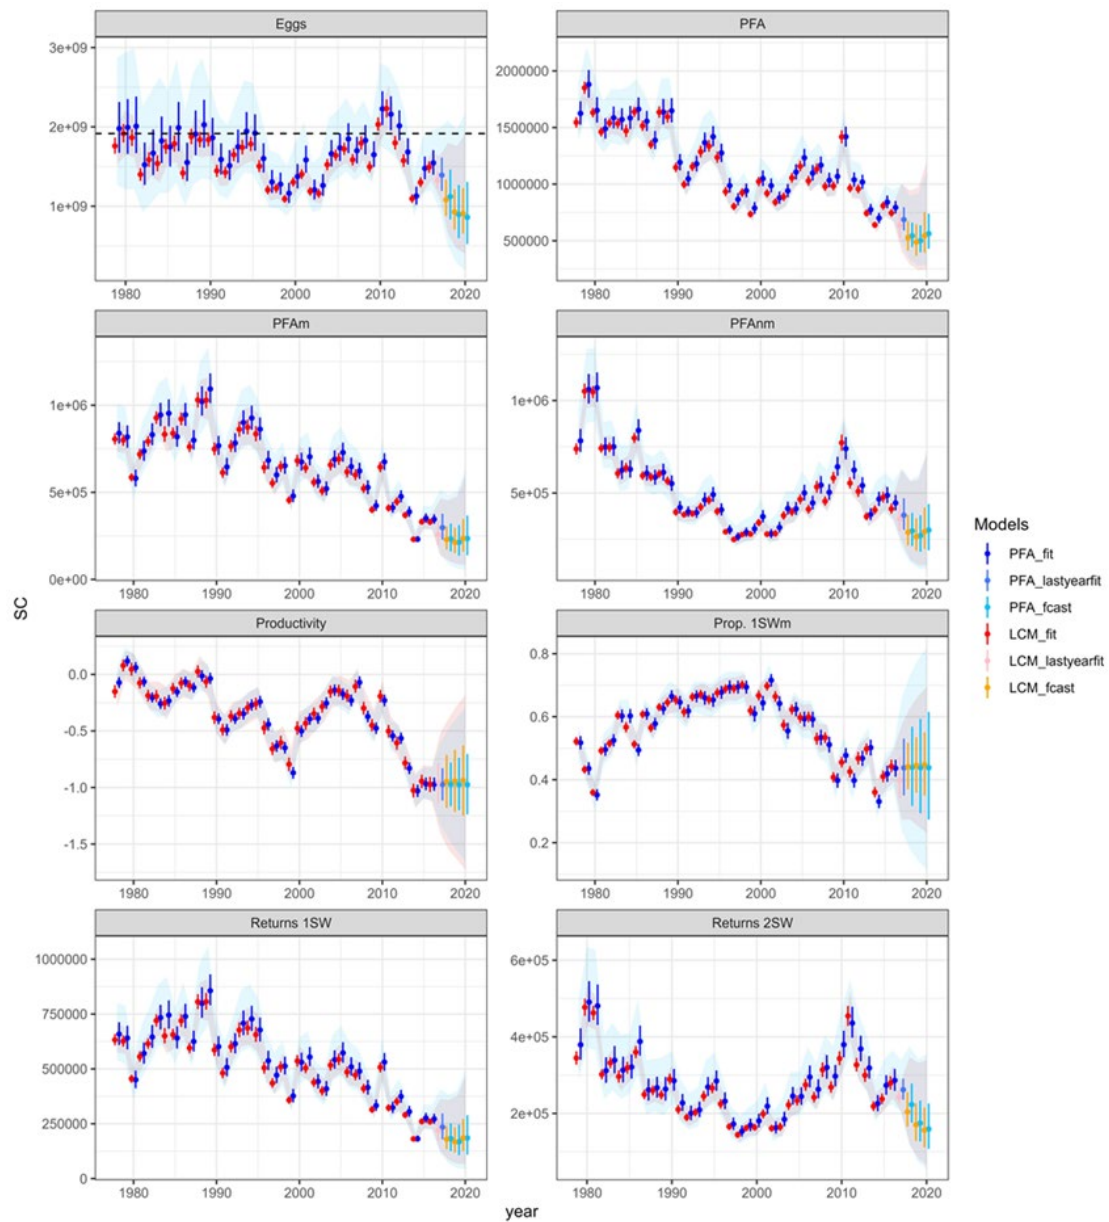 Eggs PFA
3e+09
2e+09
1e+09
2000000
1500000
1000000
500000
1980 1990 2000 2010 2020 1980 1990 2000 2010 2020
PFAm PFAnm
1e+06
5e+05
0e+00
1e+06
5e+05
1980 1990 2000 2010 2020 1980 1990 2000 2010 2020
Productivity Prop. 1SWm
0.0
-0.5
-1.0
-1.5
0.8
0.6
0.4
0.2
1980 1990 2000 2010 2020 1980 1990 2000 2010 2020
Returns 1SW Returns 2SW
1000000
750000
500000
250000
0
6e+05
4e+05
2e+05
1980 1990 2000 2010 2020 1980 1990 2000 2010 2020
SC
year
Models
PFA_fit
PFA_lastyearfit
PFA_fcast
LCM_fit
LCM_lastyearfit
LCM_fcast